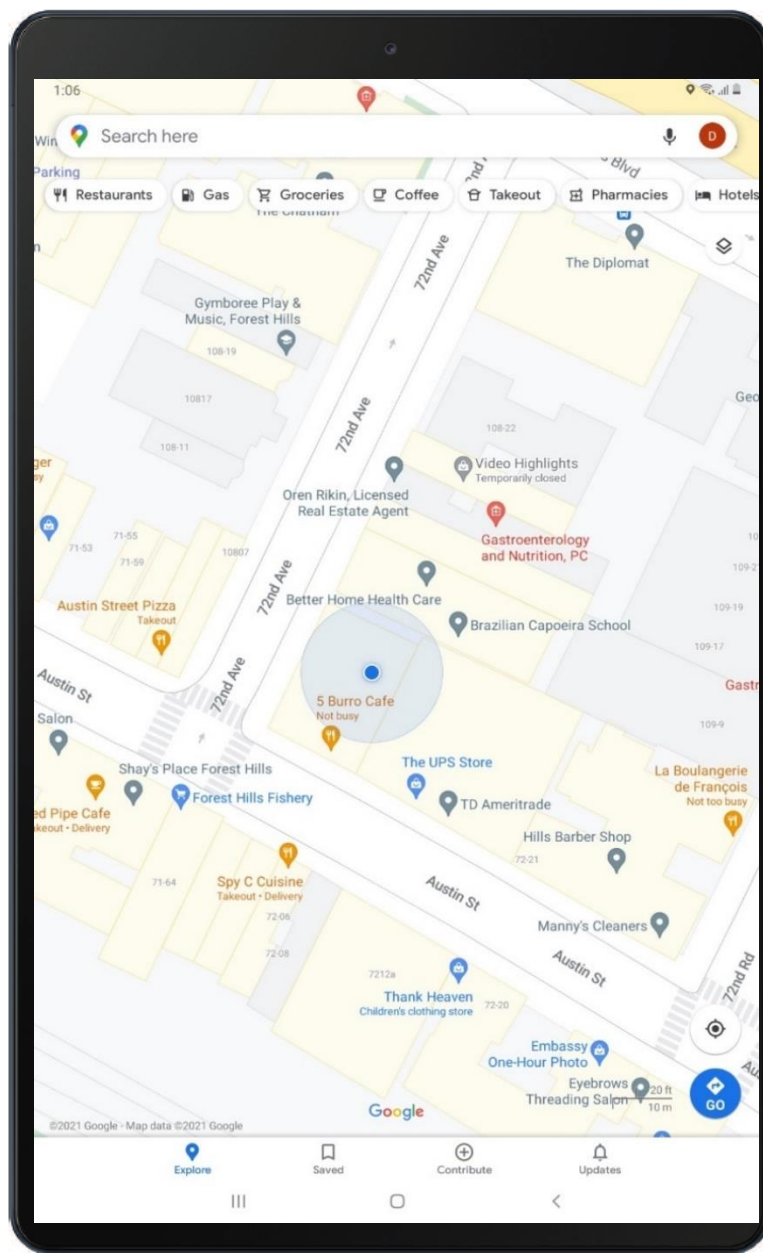 1:06
Search here
D
Win
Parking
Restaurants
Gas
Groceries
Coffee
Takeout
Pharmacies
Hotels
The Chatham
Blvd
The Diplomat
72nd Ave
Gymboree Play &
Music, Forest Hills
108-19
10817
72nd Ave
Geo
108-22
108-11
Video Highlights
Temporarily closed
Oren Rikin, Licensed
Real Estate Agent
Gastroenterology
and Nutrition, PC
71-53
71-55
71-59
10807
72nd Ave
Better Home Health Care
109-19
Austin Street Pizza
Takeout
Brazilian Capoeira School
109-17
72nd Ave
Austin St
Gastr
5 Burro Cafe
Not busy
109-9
Salon
The UPS Store
Shay's Place Forest Hills
La Boulangerie
de François
Not too busy
Forest Hills Fishery
TD Ameritrade
ed Pipe Cafe
akeout • Delivery
Hills Barber Shop
72-21
71-64
Spy C Cuisine
Takeout • Delivery
Austin St
72-06
Manny's Cleaners
72-08
Austin St
7212a
72nd Rd
Thank Heaven
Children's clothing store
72-20
Embassy
One-Hour Photo
Eyebrows
Threading Salon
20 ft
10 m
GO
Google
©2021 Google - Map data ©2021 Google
Explore
Saved
Contribute
Updates